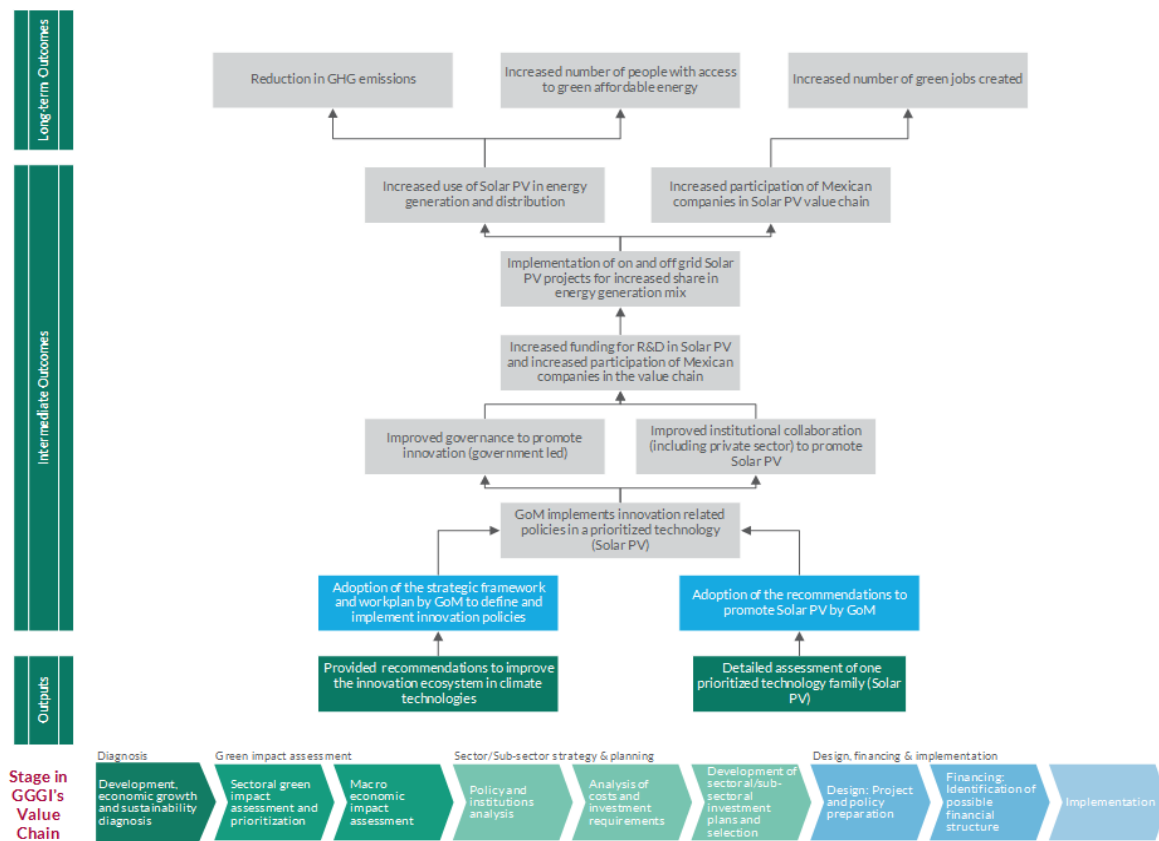 Long-term Outcomes
Reduction in GHG emissions
Increased number of people with access
to green affordable energy
Increased number of green jobs created
Intermediate Outcomes
Increased use of Solar PV in energy
generation and distribution
Increased participation of Mexican
companies in Solar PV value chain
Implementation of on and off grid Solar
PV projects for increased share in
energy generation mix
Increased funding for R&D in Solar PV
and increased participation of Mexican
companies in the value chain
Improved governance to promote
innovation (government led)
Improved institutional collaboration
(including private sector) to promote
Solar PV
GoM implements innovation related
policies in a prioritized technology
(Solar PV)
Adoption of the strategic framework
and workplan by GoM to define and
implement innovation policies
Adoption of the recommendations to
promote Solar PV by GoM
Outputs
Provided recommendations to improve
the innovation ecosystem in climate
technologies
Detailed assessment of one
prioritized technology family (Solar
PV)
Stage in
GGGI's
Value
Chain
Diagnosis
Development,
economic growth
and sustainability
diagnosis
Green impact assessment
Sectoral green
impact
assessment and
prioritization
Macro
economic
impact
assessment
Sector/Sub-sector strategy & planning
Policy and
institutions
analysis
Analysis of
costs and
investment
requirements
Development of
sectoral/sub-
sectoral
investment
plans and
selection
Design, financing & implementation
Design: Project
and policy
preparation
Financing:
Identification of
possible
financial
structure
Implementation